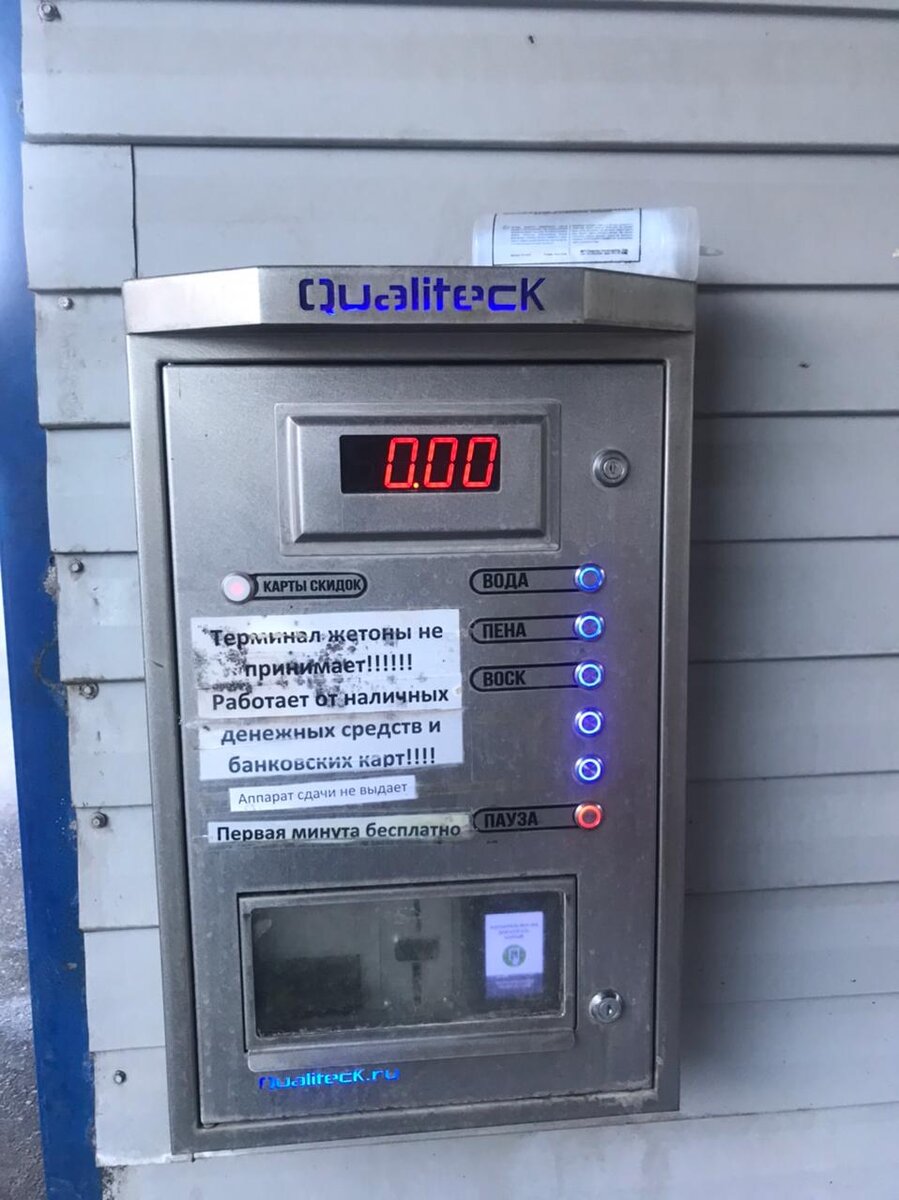 Qualiteck
0.00
КАРТЫ СКИДОК
ВОДА
ПЕНА
ВОСК
Терминал жетоны не
принимает!!!!!!
Работает от наличных
денежных средств и
банковских карт!!!!
Аппарат сдачи не выдает
Первая минута бесплатно
ПАУЗА
Qualiteck.ru